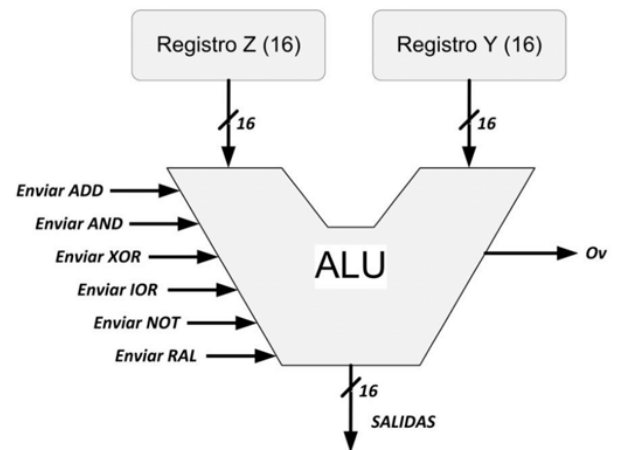 Registro Z (16)
Registro Y (16)
16
16
Enviar ADD
Enviar AND
Enviar XOR
Enviar IOR
Enviar NOT
Enviar RAL
ALU
Ov
16
SALIDAS